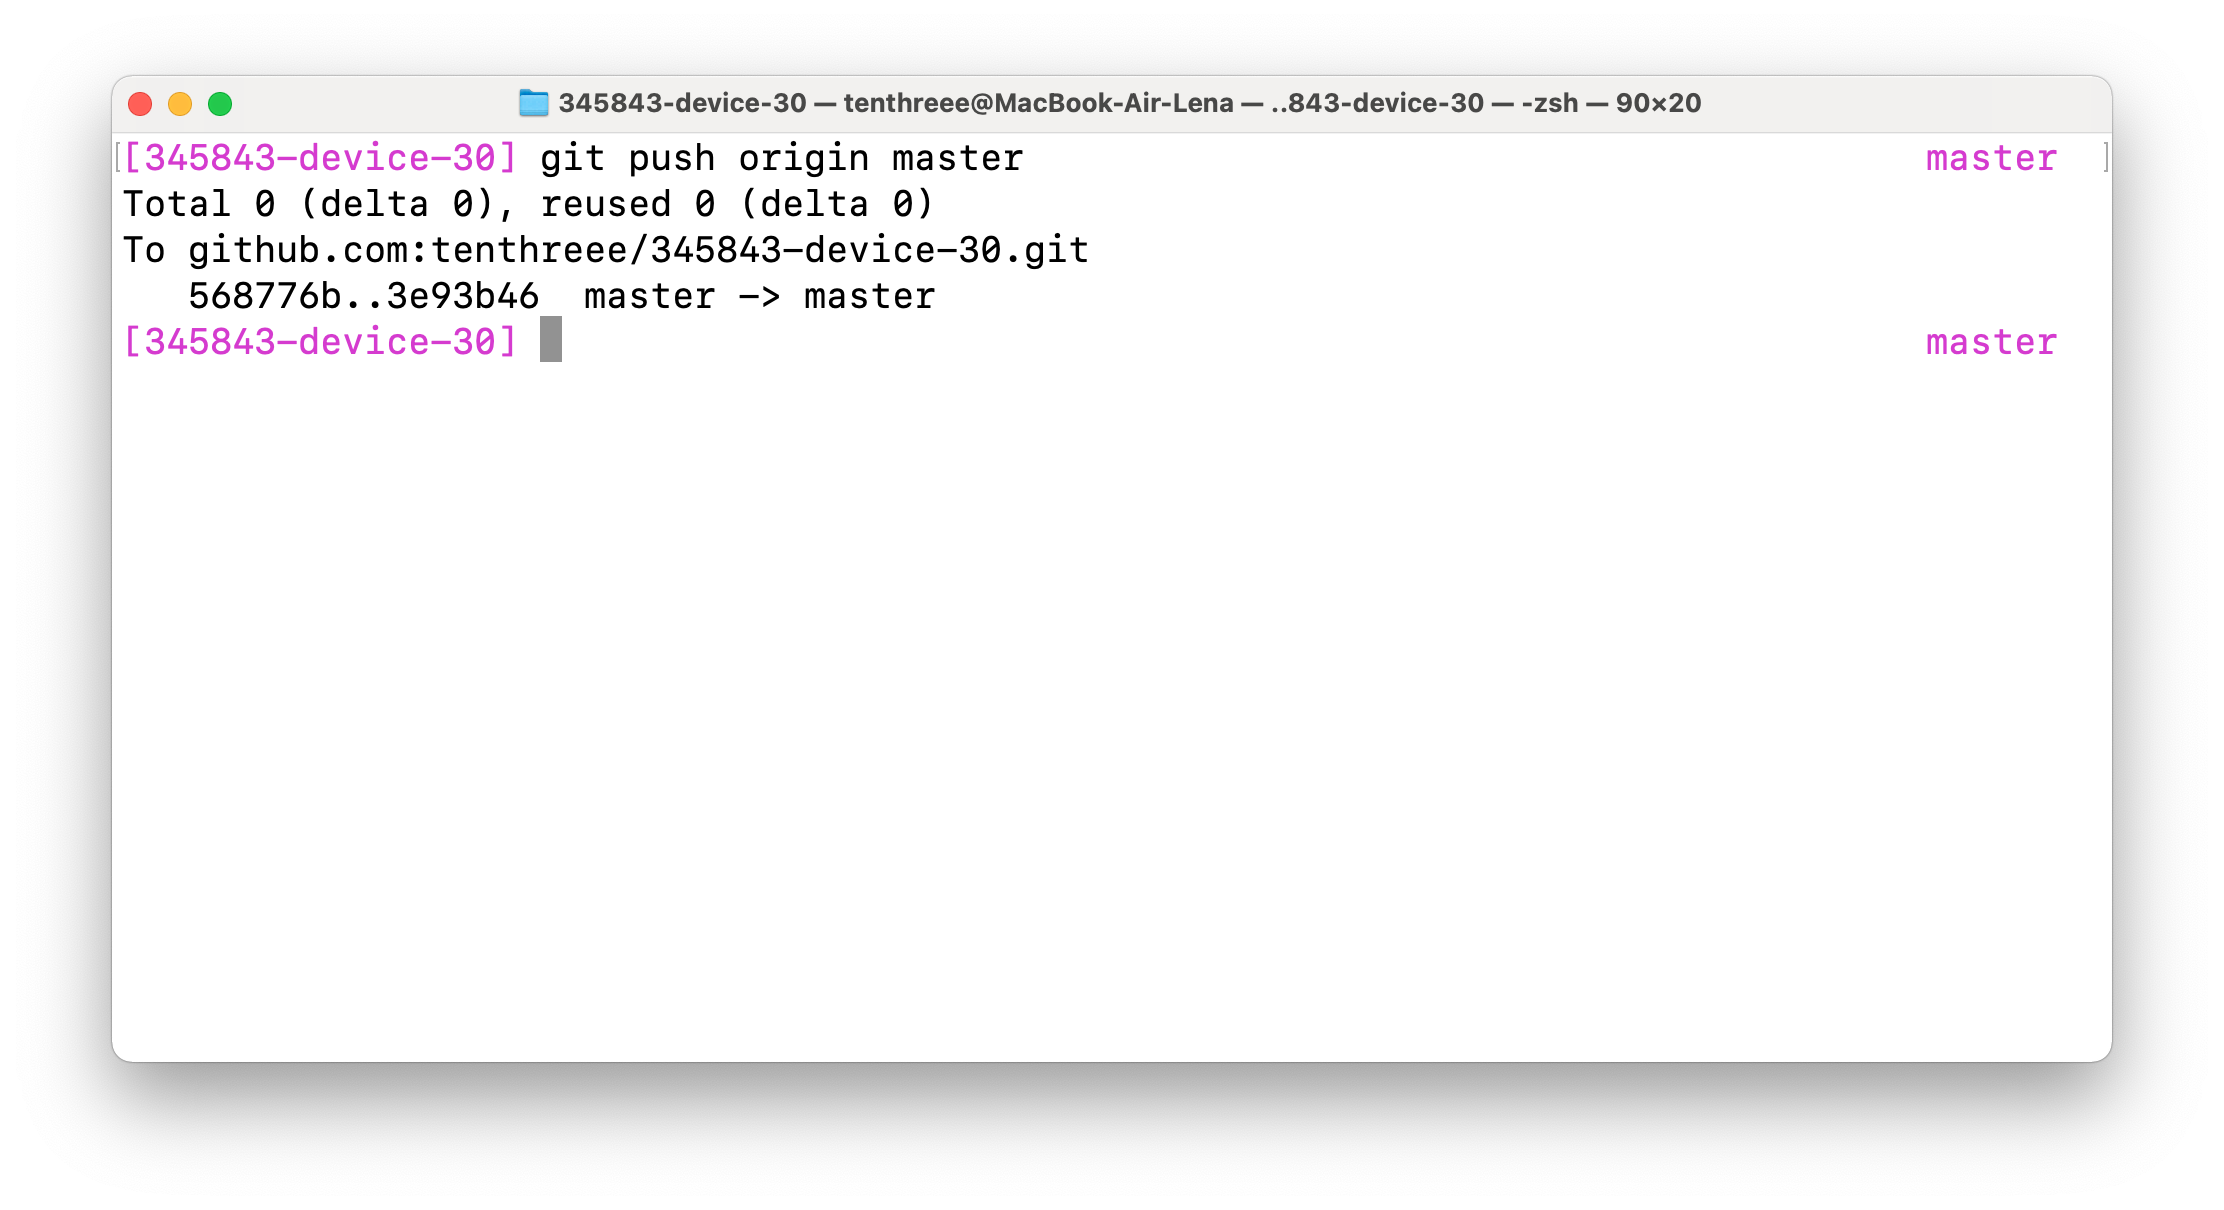 345843-device-30 — tenthreee@MacBook-Air-Lena — ..843-device-30 — -zsh — 90×20
[345843-device-30] git push origin master master
Total 0 (delta 0), reused 0 (delta 0)
To github.com:tenthreee/345843-device-30.git
   568776b..3e93b46  master -> master
[345843-device-30] master